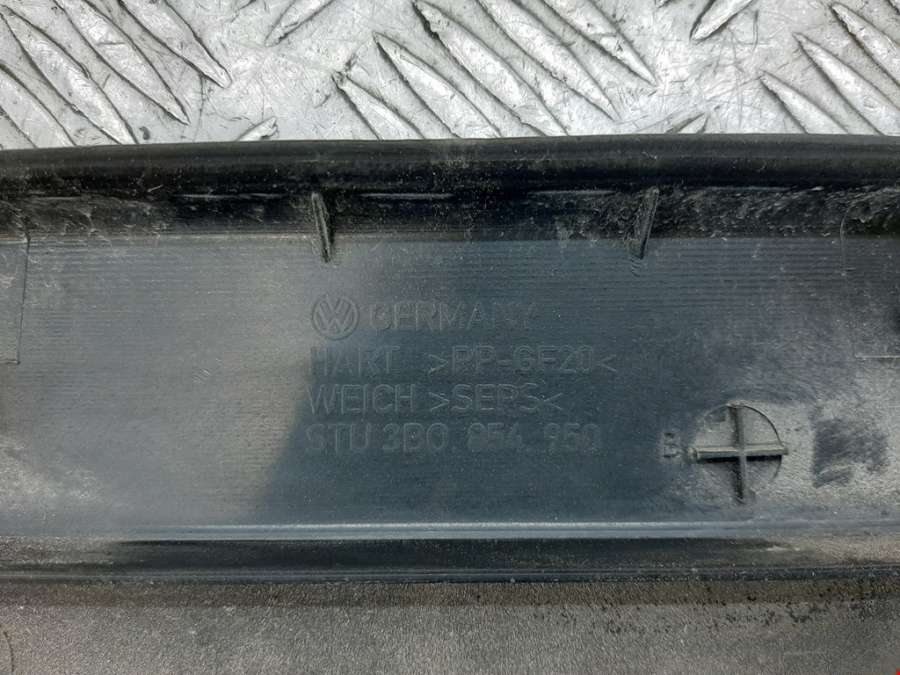 GERMANY
HART >PP-GF20<
WEICH >SEPS<
STU 3B0 854 950
B